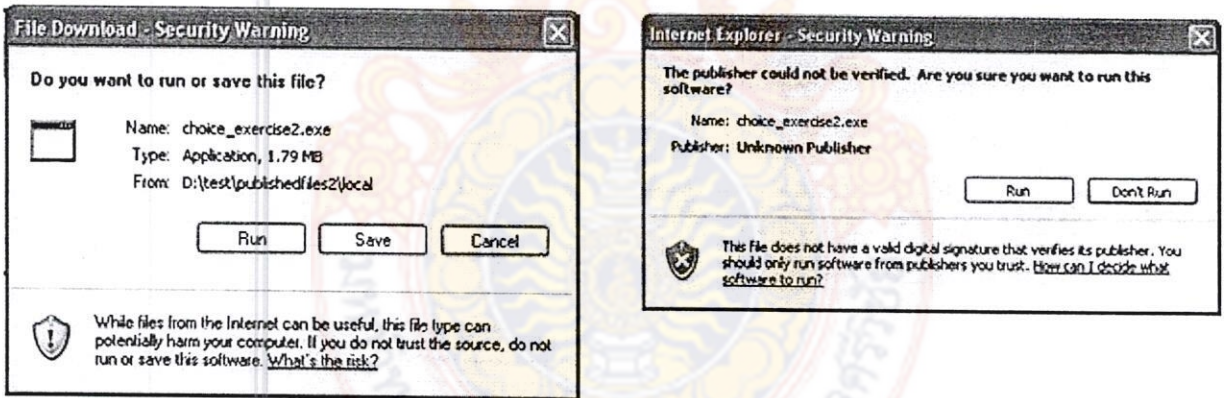 File Download - Security Warning
Do you want to run or save this file?
Name: choice_exercise2.exe
Type: Application, 1.79 MB
From: D:\test\publishedfiles2\local
Run Save Cancel
While files from the Internet can be useful, this file type can
potentially harm your computer. If you do not trust the source, do not
run or save this software. What's the risk?
Internet Explorer - Security Warning
The publisher could not be verified. Are you sure you want to run this
software?
Name: choice_exercise2.exe
Publisher: Unknown Publisher
Run Don't Run
This file does not have a valid digital signature that verifies its publisher. You
should only run software from publishers you trust. How can I decide what
software to run?